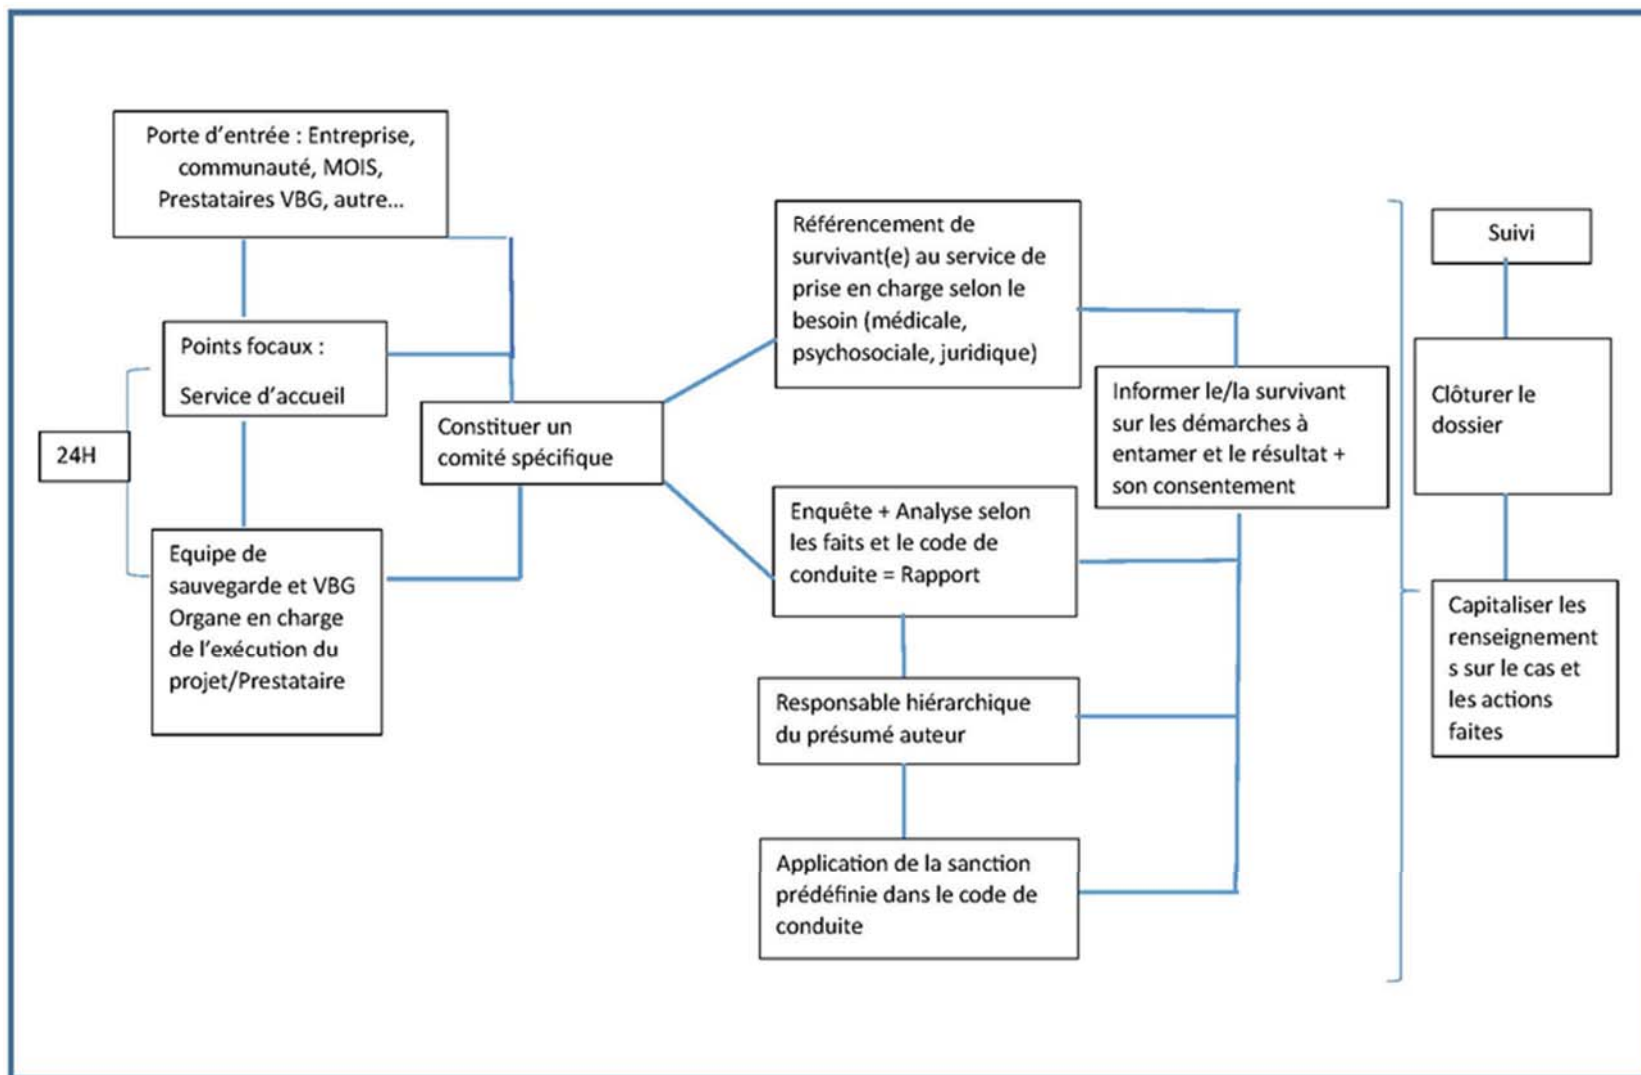 Porte d’entrée : Entreprise,
communauté, MOIS,
Prestataires VBG, autre...
Points focaux :
Service d’accueil
24H
Equipe de
sauvegarde et VBG
Organe en charge
de l’exécution du
projet/Prestataire
Constituer un
comité spécifique
Référencement de
survivant(e) au service de
prise en charge selon le
besoin (médicale,
psychosociale, juridique)
Enquête + Analyse selon
les faits et le code de
conduite = Rapport
Responsable hiérarchique
du présumé auteur
Application de la sanction
prédéfinie dans le code de
conduite
Informer le/la survivant
sur les démarches à
entamer et le résultat +
son consentement
Suivi
Clôturer le
dossier
Capitaliser les
renseignement
s sur le cas et
les actions
faites